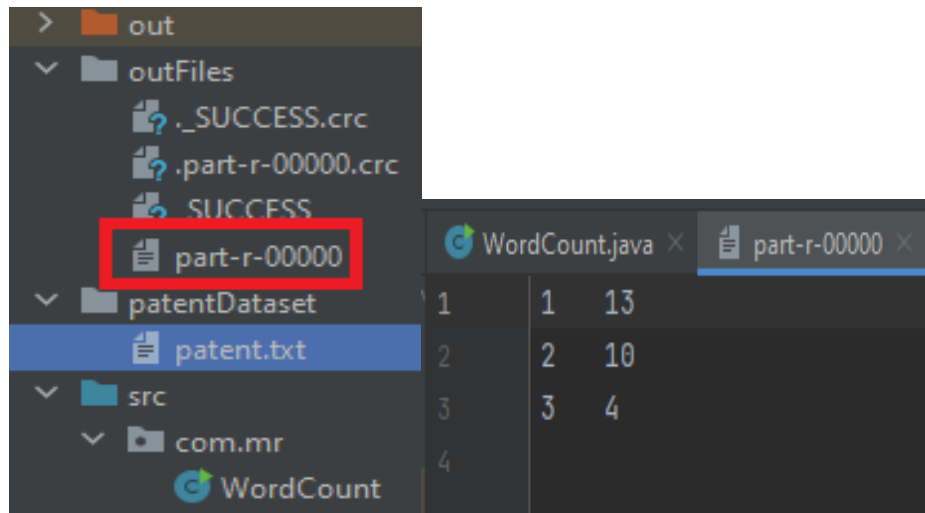 out
outFiles
._SUCCESS.crc
.part-r-00000.crc
_SUCCESS
part-r-00000
patentDataset
patent.txt
src
com.mr
WordCount
WordCount.java
part-r-00000
1 1 13
2 2 10
3 3 4
4